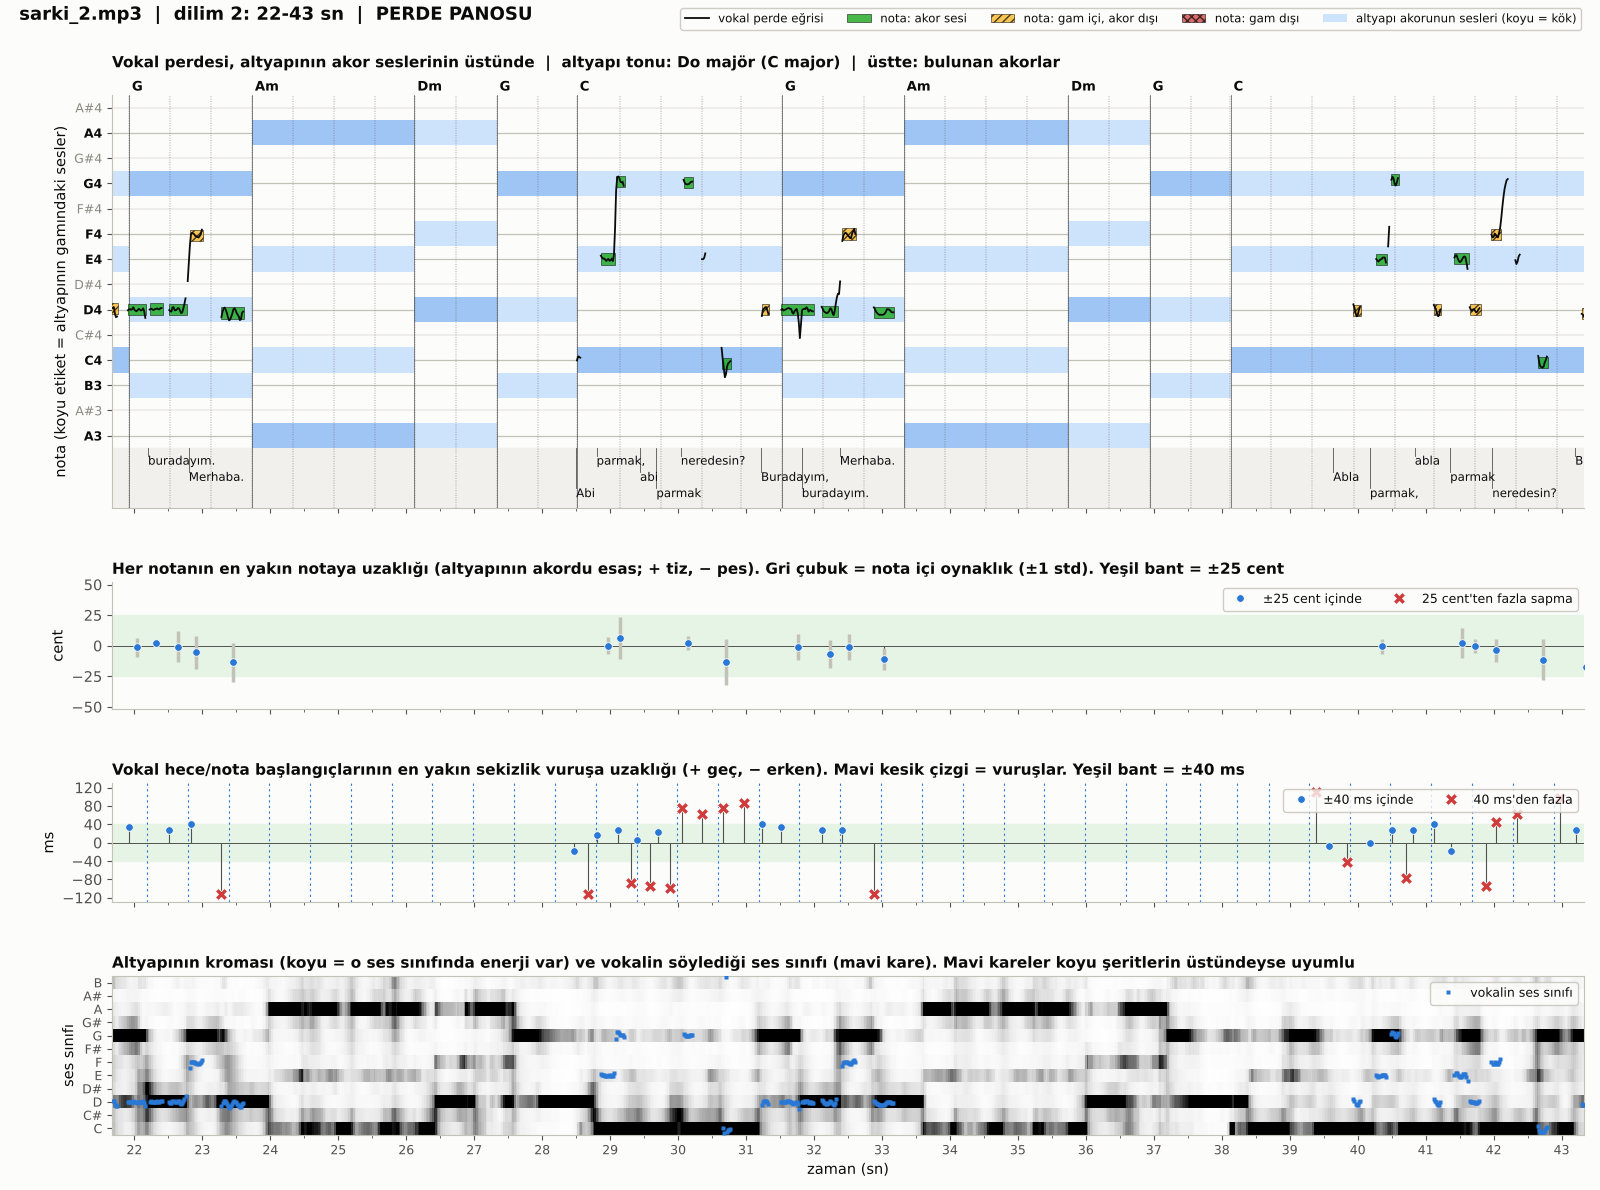 sarki_2.mp3 | dilim 2: 22-43 sn | PERDE PANOSU
vokal perde eğrisi
nota: akor sesi
nota: gam içi, akor dışı
nota: gam dışı
altyapı akorunun sesleri (koyu = kök)
Vokal perdesi, altyapının akor seslerinin üstünde | altyapı tonu: Do majör (C major) | üstte: bulunan akorlar
G Am Dm G C G Am Dm G C
nota (koyu etiket = altyapının gamındaki sesler)
A#4
A4
G#4
G4
F#4
F4
E4
D#4
D4
C#4
C4
B3
A#3
A3
buradayım. parmak, neredesin? Merhaba. abla B
Merhaba. abi Buradayım, Abla parmak
Abi parmak buradayım. parmak, neredesin?
Her notanın en yakın notaya uzaklığı (altyapının akordu esas; + tiz, − pes). Gri çubuk = nota içi oynaklık (±1 std). Yeşil bant = ±25 cent
cent
50
25
0
−25
−50
±25 cent içinde
25 cent'ten fazla sapma
Vokal hece/nota başlangıçlarının en yakın sekizlik vuruşa uzaklığı (+ geç, − erken). Mavi kesik çizgi = vuruşlar. Yeşil bant = ±40 ms
ms
120
80
40
0
−40
−80
−120
±40 ms içinde
40 ms'den fazla
Altyapının kroması (koyu = o ses sınıfında enerji var) ve vokalin söylediği ses sınıfı (mavi kare). Mavi kareler koyu şeritlerin üstündeyse uyumlu
ses sınıfı
B
A#
A
G#
G
F#
F
E
D#
D
C#
C
vokalin ses sınıfı
22 23 24 25 26 27 28 29 30 31 32 33 34 35 36 37 38 39 40 41 42 43
zaman (sn)